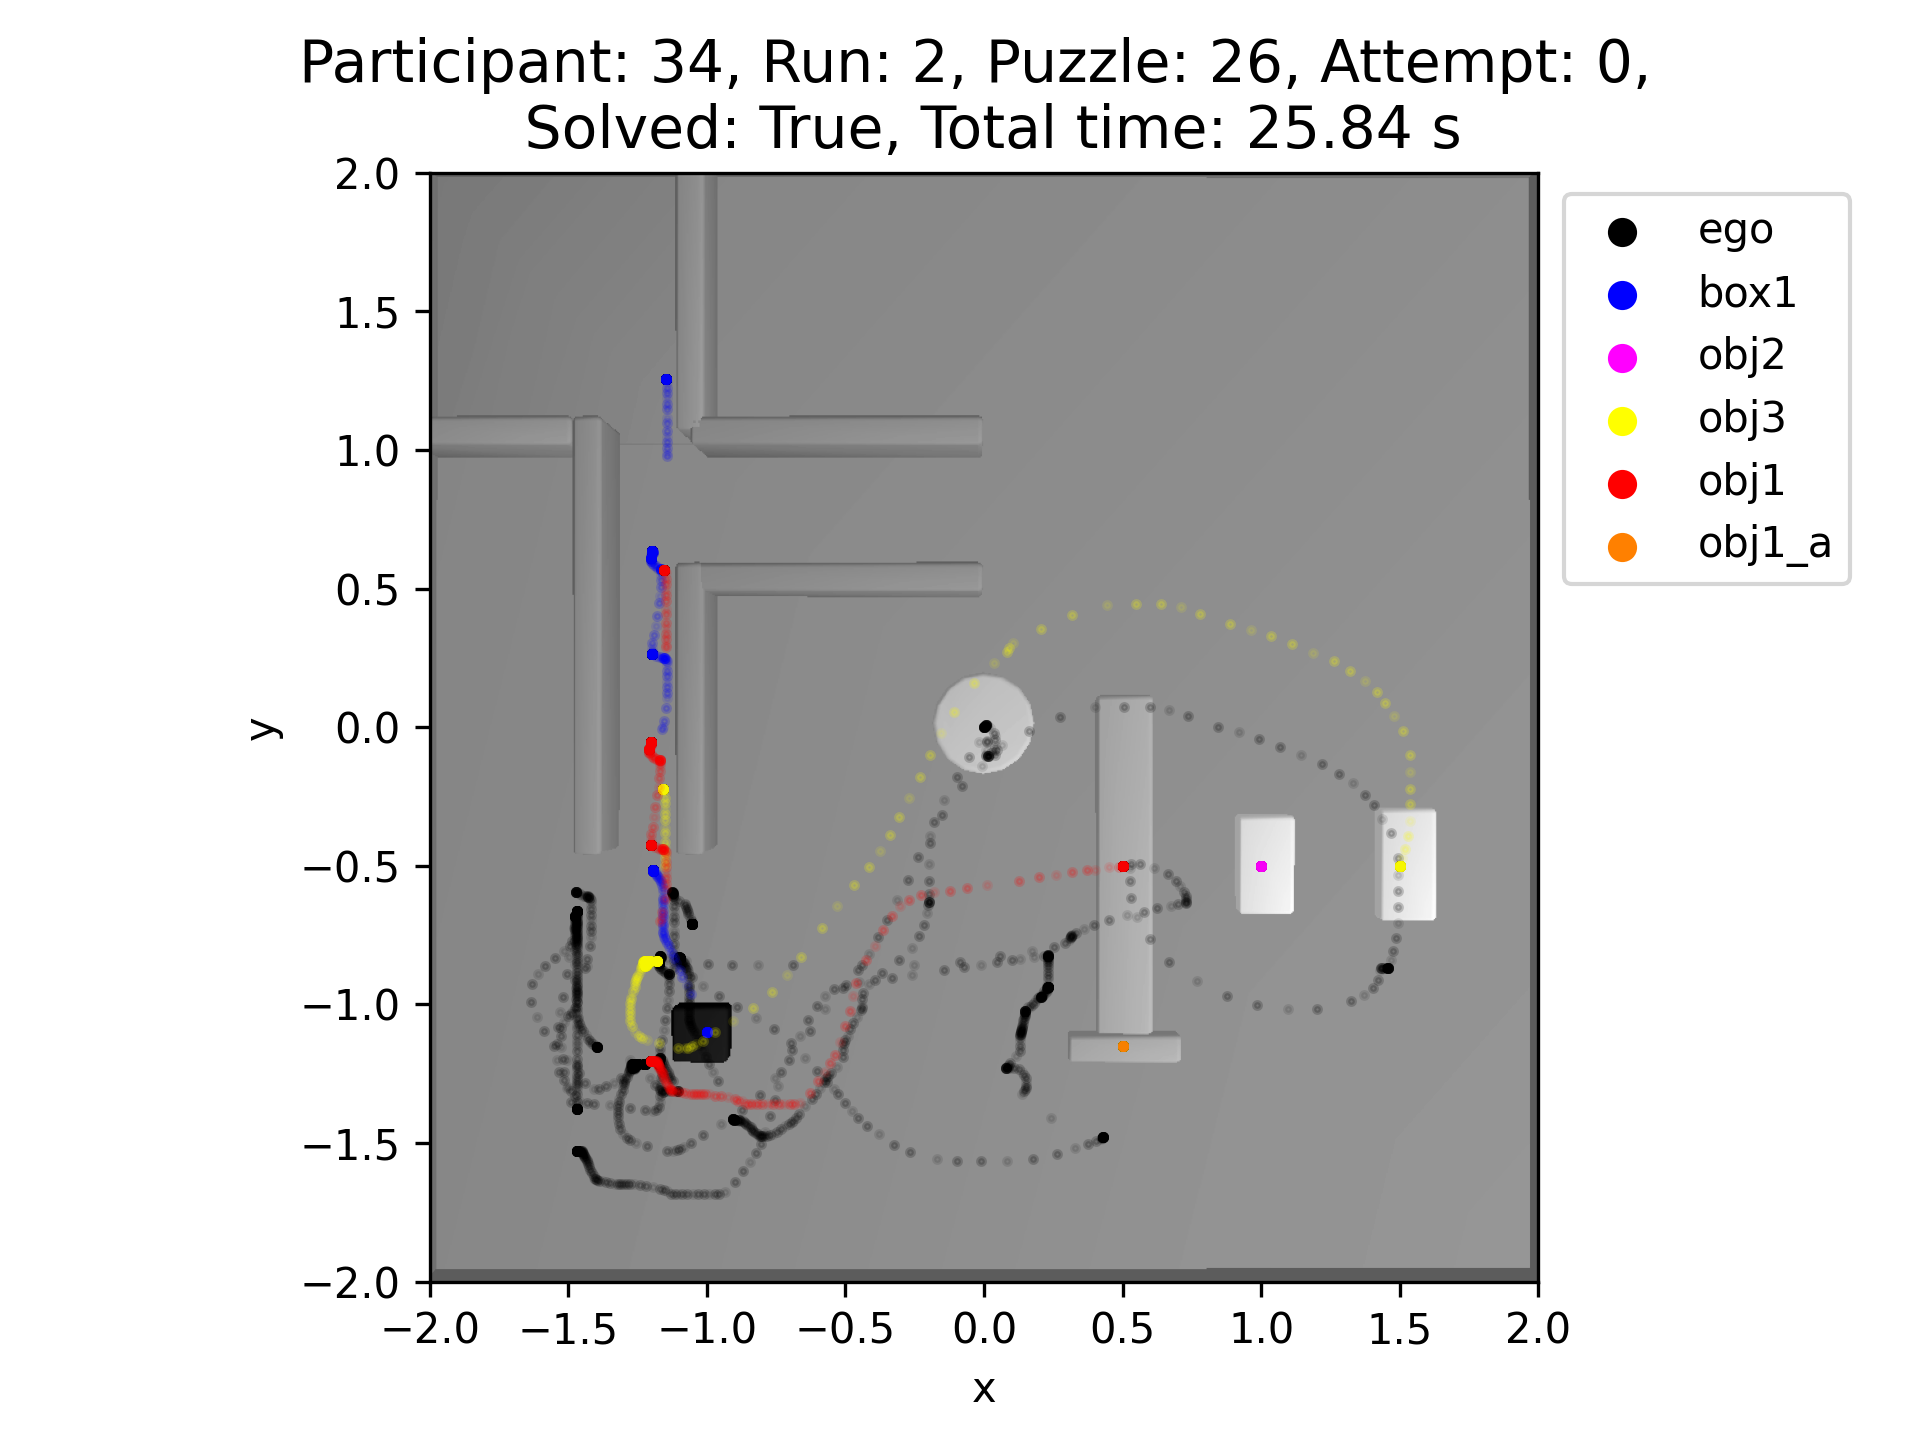 Participant: 34, Run: 2, Puzzle: 26, Attempt: 0,
Solved: True, Total time: 25.84 s
2.0
1.5
1.0
0.5
0.0
−0.5
−1.0
−1.5
−2.0
y
−2.0 −1.5 −1.0 −0.5 0.0 0.5 1.0 1.5 2.0
x
ego
box1
obj2
obj3
obj1
obj1_a